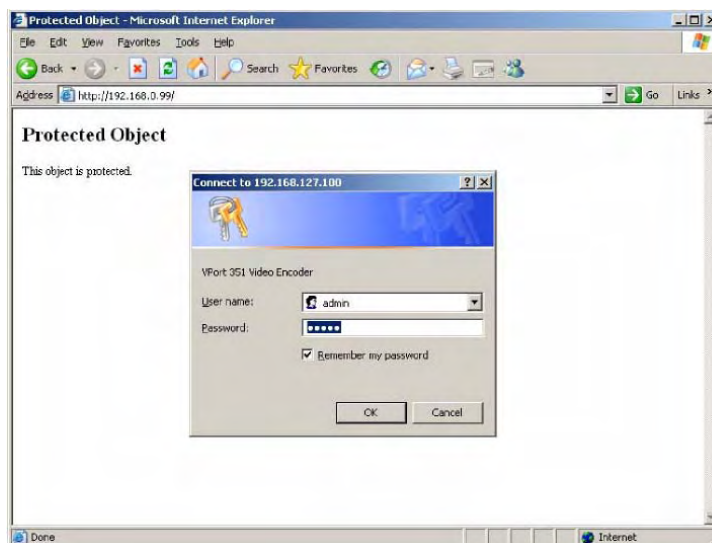 Protected Object - Microsoft Internet Explorer
File Edit View Favorites Tools Help
Back Search Favorites
Address http://192.168.0.99/ Go Links »
Protected Object
This object is protected.
Connect to 192.168.127.100
VPort 351 Video Encoder
User name: admin
Password: •••••
Remember my password
OK Cancel
Done Internet